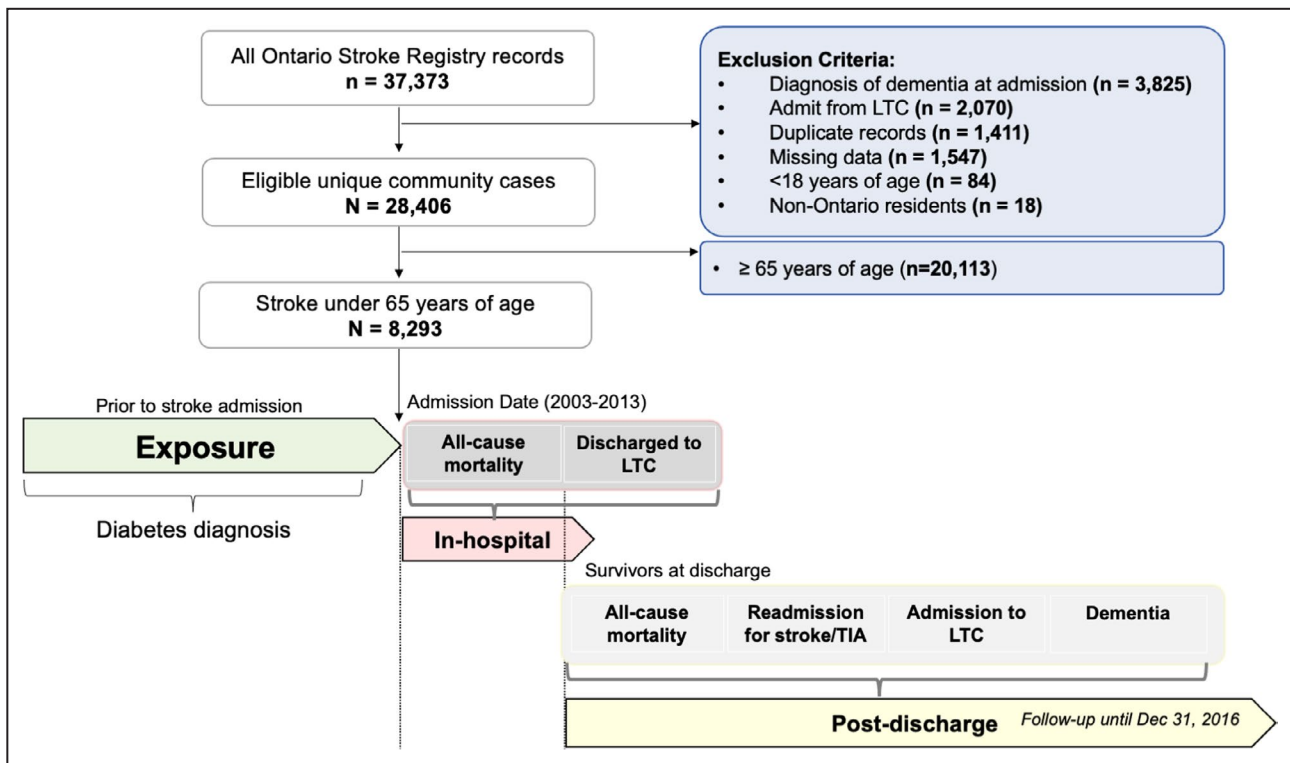 All Ontario Stroke Registry records
n = 37,373
Exclusion Criteria:
• Diagnosis of dementia at admission (n = 3,825)
• Admit from LTC (n = 2,070)
• Duplicate records (n = 1,411)
• Missing data (n = 1,547)
• <18 years of age (n = 84)
• Non-Ontario residents (n = 18)
Eligible unique community cases
N = 28,406
• ≥ 65 years of age (n=20,113)
Stroke under 65 years of age
N = 8,293
Prior to stroke admission
Exposure
Diabetes diagnosis
Admission Date (2003-2013)
All-cause
mortality
Discharged to
LTC
In-hospital
Survivors at discharge
All-cause
mortality
Readmission
for stroke/TIA
Admission to
LTC
Dementia
Post-discharge
Follow-up until Dec 31, 2016